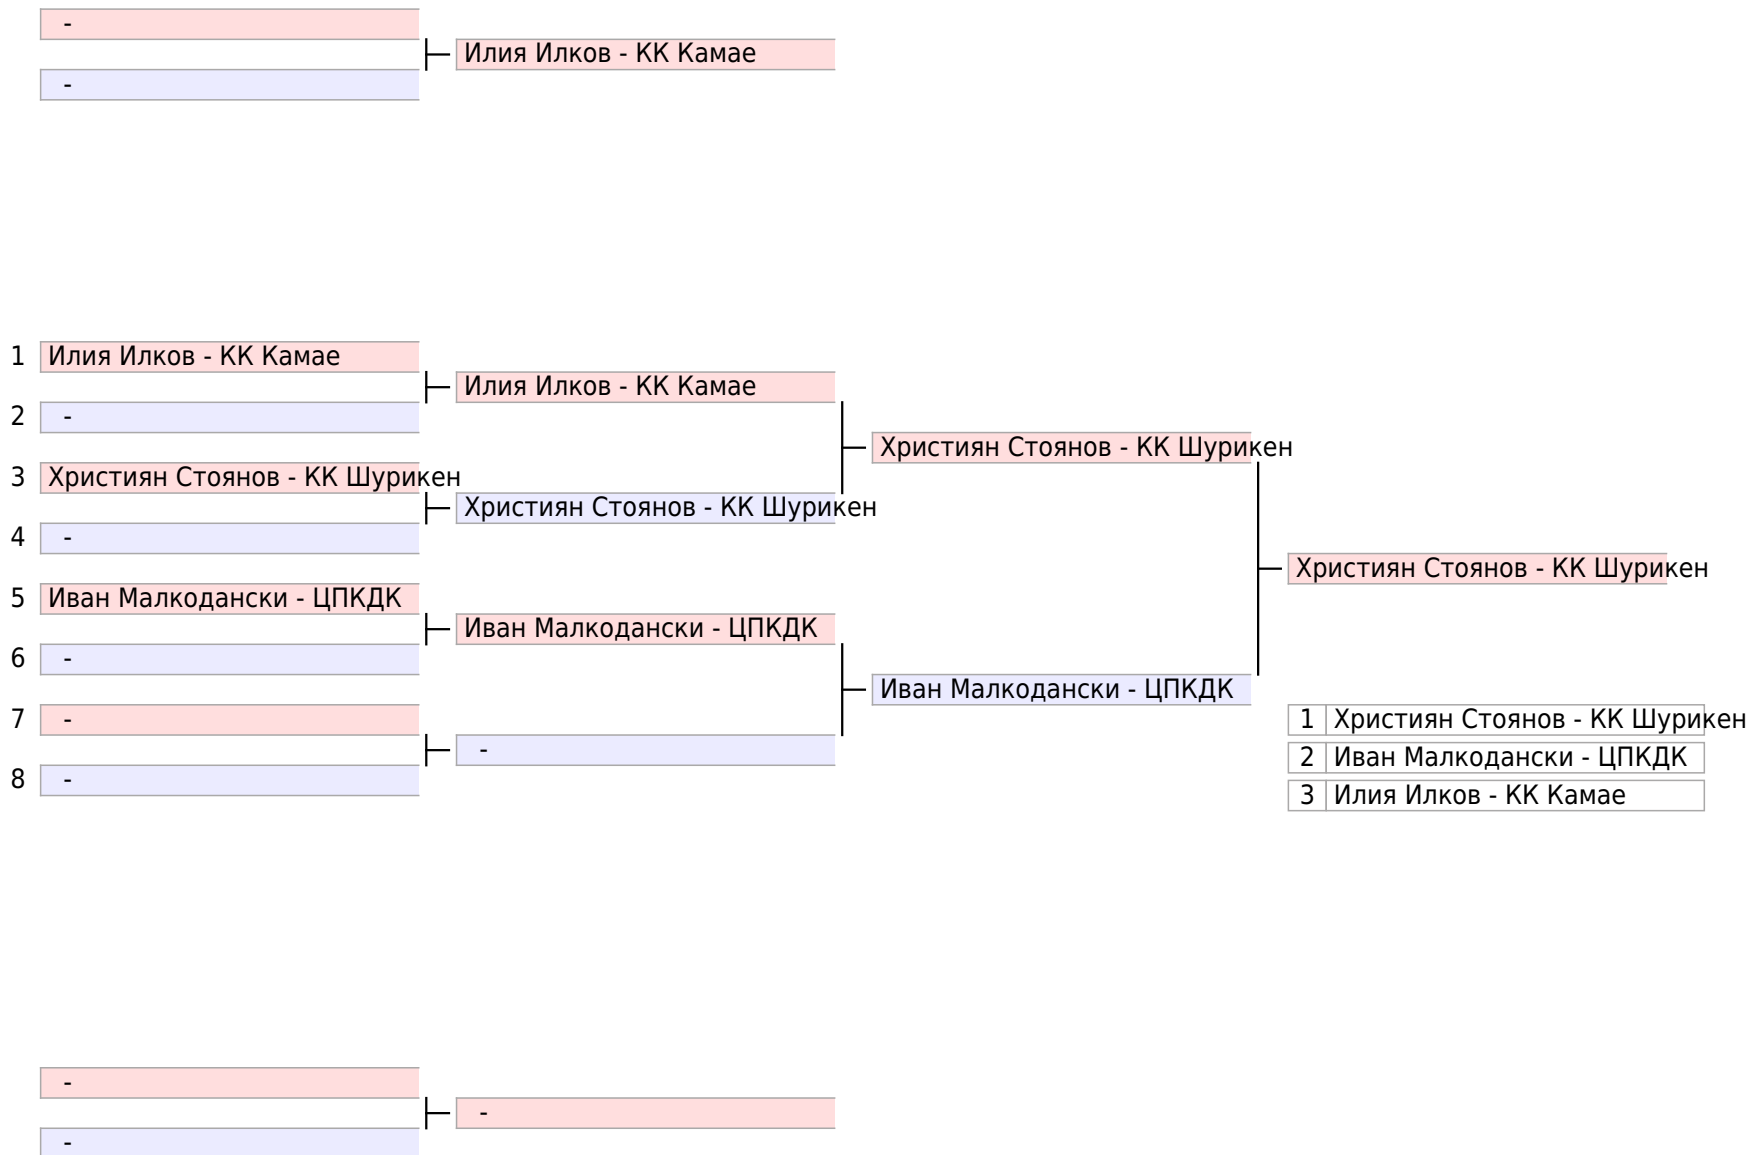 -
Илия Илков - КК Камае
-
1 Илия Илков - КК Камае
Илия Илков - КК Камае
2 -
Християн Стоянов - КК Шурикен
3 Християн Стоянов - КК Шурикен
Християн Стоянов - КК Шурикен
4 -
Християн Стоянов - КК Шурикен
5 Иван Малкодански - ЦПКДК
Иван Малкодански - ЦПКДК
6 -
Иван Малкодански - ЦПКДК
7 -
1 Християн Стоянов - КК Шурикен
-
2 Иван Малкодански - ЦПКДК
8 -
3 Илия Илков - КК Камае
-
-
-